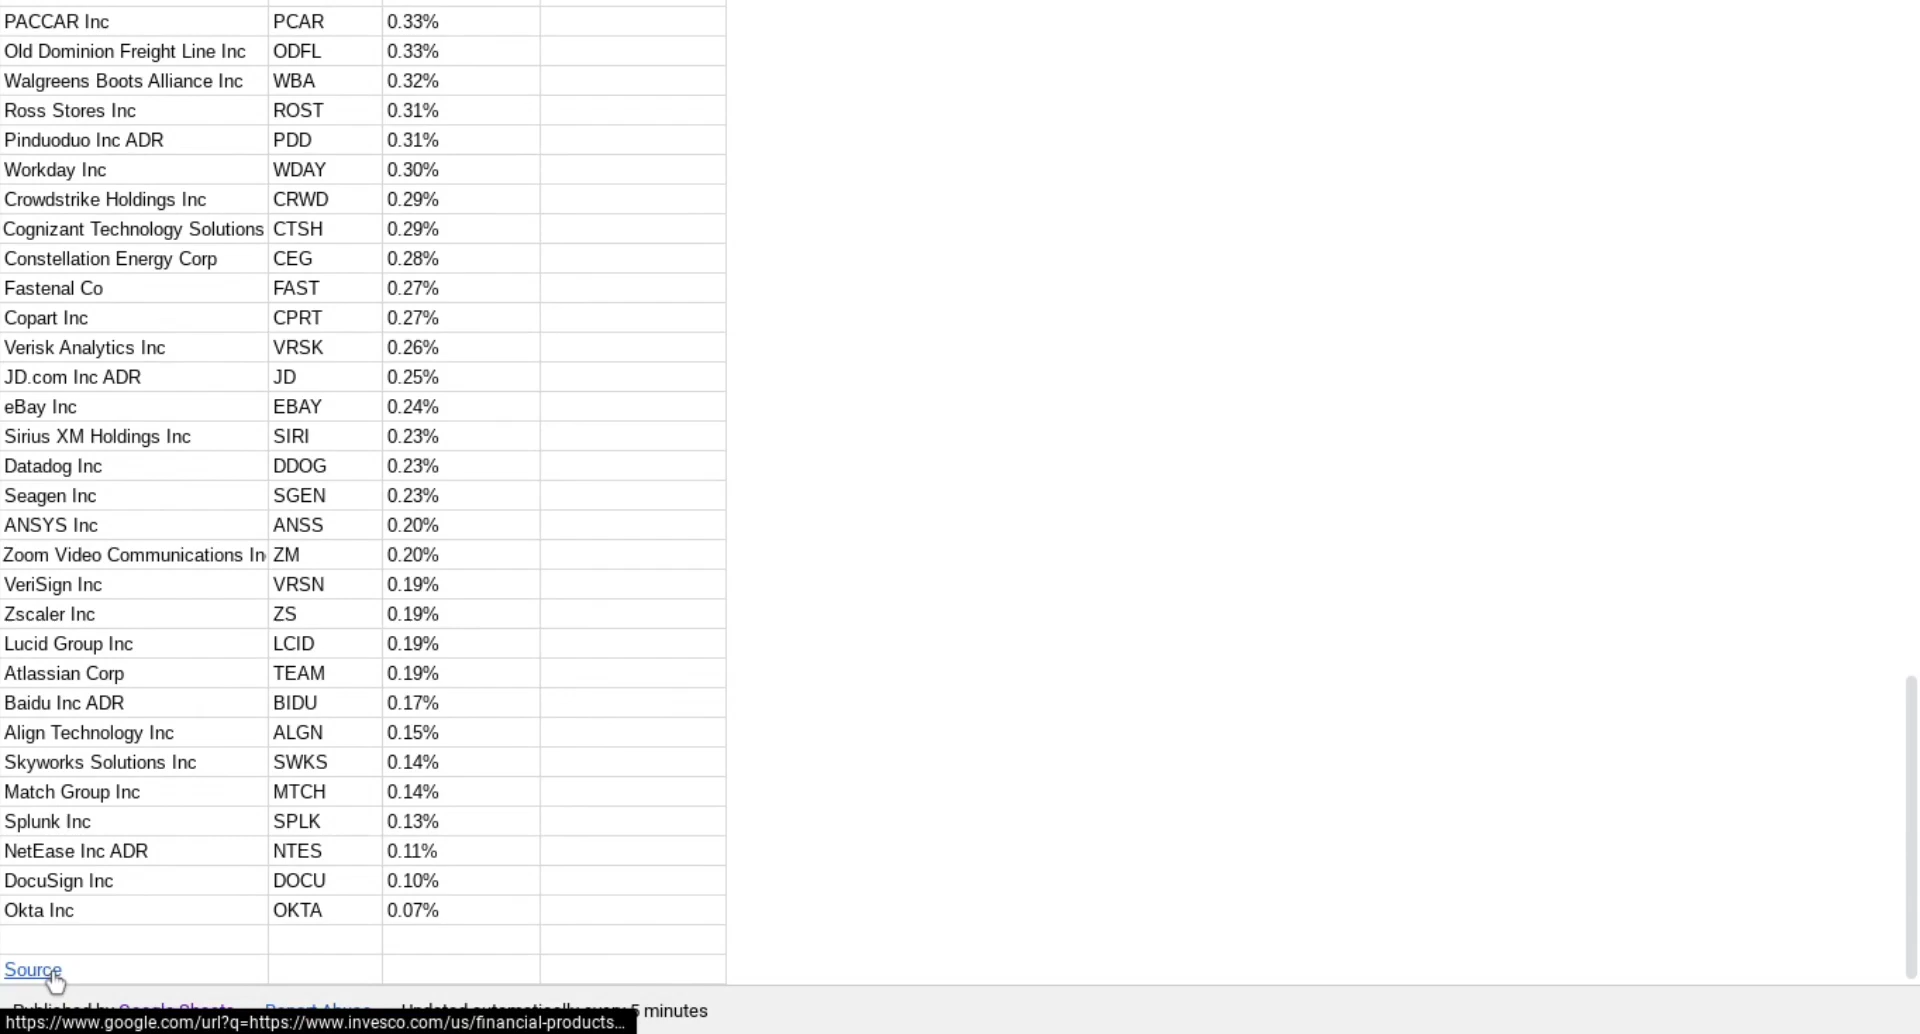 PACCAR Inc PCAR 0.33%
Old Dominion Freight Line Inc ODFL 0.33%
Walgreens Boots Alliance Inc WBA 0.32%
Ross Stores Inc ROST 0.31%
Pinduoduo Inc ADR PDD 0.31%
Workday Inc WDAY 0.30%
Crowdstrike Holdings Inc CRWD 0.29%
Cognizant Technology Solutions CTSH 0.29%
Constellation Energy Corp CEG 0.28%
Fastenal Co FAST 0.27%
Copart Inc CPRT 0.27%
Verisk Analytics Inc VRSK 0.26%
JD.com Inc ADR JD 0.25%
eBay Inc EBAY 0.24%
Sirius XM Holdings Inc SIRI 0.23%
Datadog Inc DDOG 0.23%
Seagen Inc SGEN 0.23%
ANSYS Inc ANSS 0.20%
Zoom Video Communications In ZM 0.20%
VeriSign Inc VRSN 0.19%
Zscaler Inc ZS 0.19%
Lucid Group Inc LCID 0.19%
Atlassian Corp TEAM 0.19%
Baidu Inc ADR BIDU 0.17%
Align Technology Inc ALGN 0.15%
Skyworks Solutions Inc SWKS 0.14%
Match Group Inc MTCH 0.14%
Splunk Inc SPLK 0.13%
NetEase Inc ADR NTES 0.11%
DocuSign Inc DOCU 0.10%
Okta Inc OKTA 0.07%
Source
Published by Google Sheets Report Abuse Updated automatically every 5 minutes
https://www.google.com/url?q=https://www.invesco.com/us/financial-products…